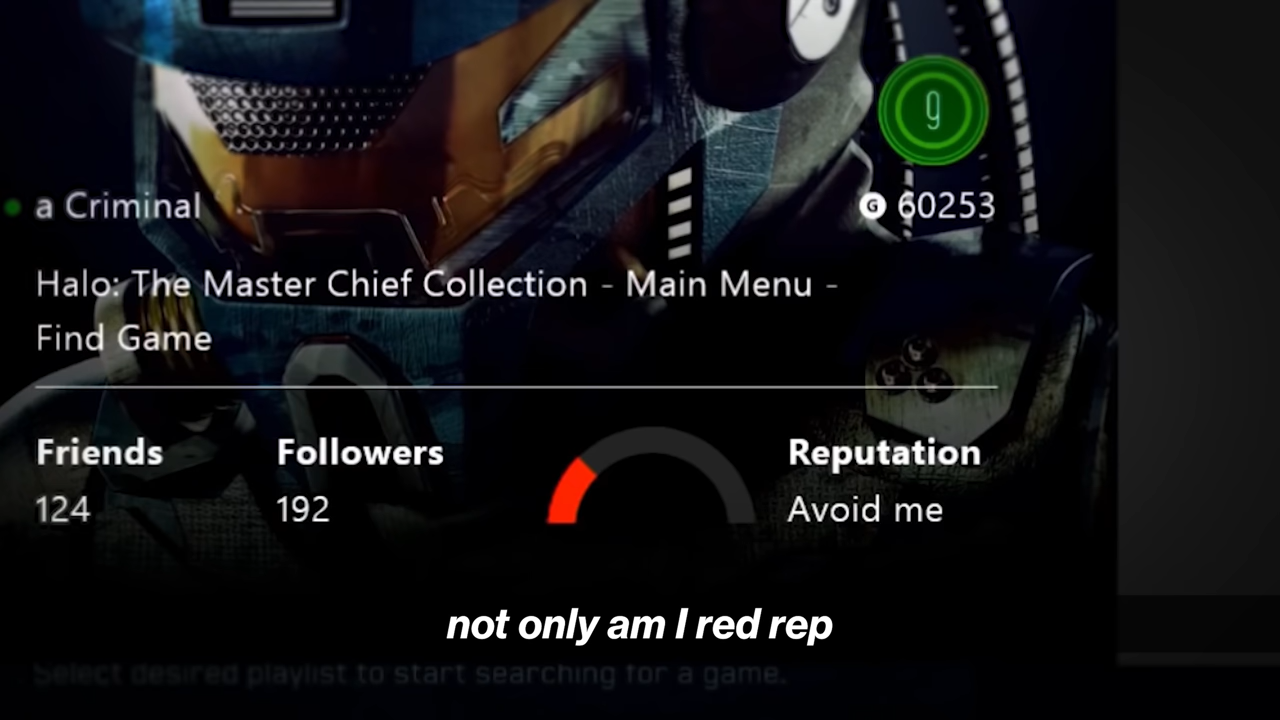 9
a Criminal
G 60253
Halo: The Master Chief Collection - Main Menu -
Find Game
Friends
Followers
Reputation
124
192
Avoid me
not only am I red rep
Select desired playlist to start searching for a game.